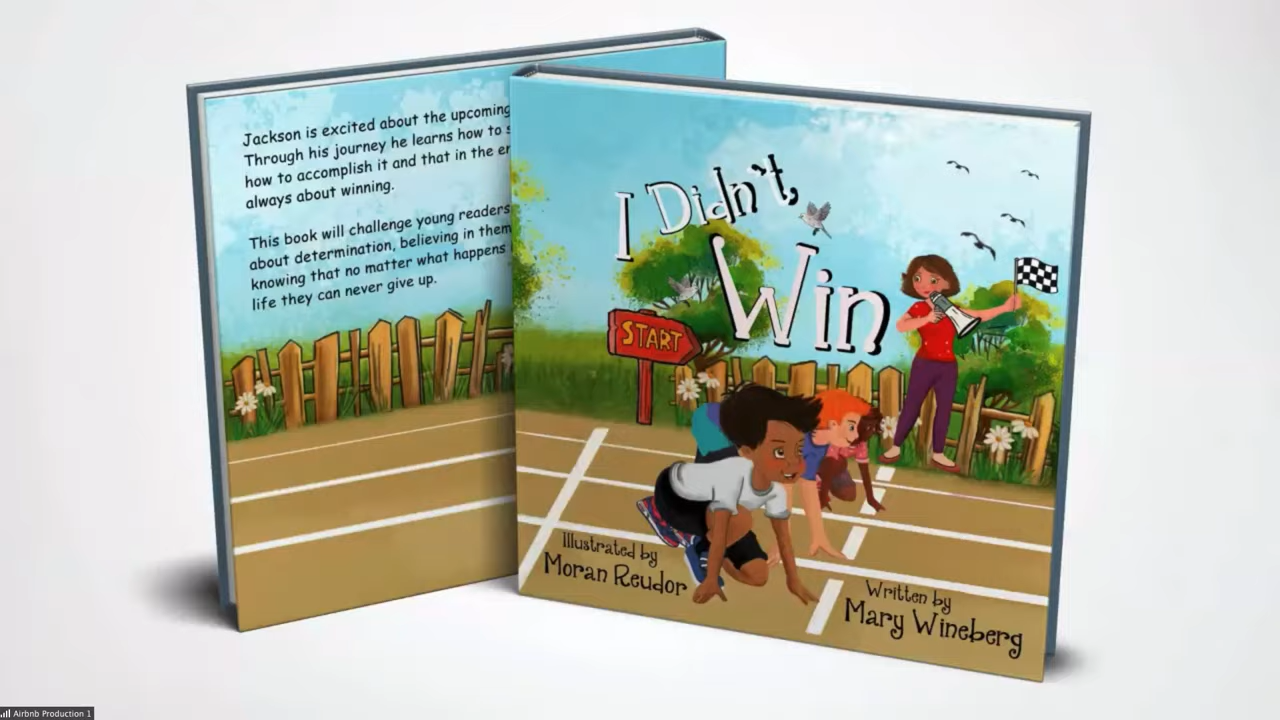 Jackson is excited about the upcoming
Through his journey he learns how to
how to accomplish it and that in the
always about winning.
This book will challenge young readers
about determination, believing in
knowing that no matter what happens
life they can never give up.
I Didn't
Win
START
Illustrated by
Moran Reudor
Written by
Mary Wineberg
Airbnb Production 1